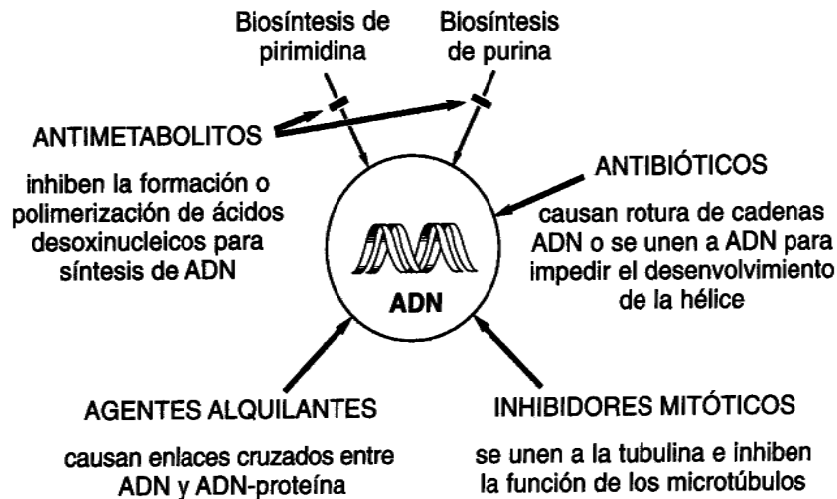 Biosíntesis de
pirimidina
Biosíntesis
de purina
ANTIMETABOLITOS
inhiben la formación o
polimerización de ácidos
desoxinucleicos para
síntesis de ADN
ANTIBIÓTICOS
causan rotura de cadenas
ADN o se unen a ADN para
impedir el desenvolvimiento
de la hélice
ADN
AGENTES ALQUILANTES
causan enlaces cruzados entre
ADN y ADN-proteína
INHIBIDORES MITÓTICOS
se unen a la tubulina e inhiben
la función de los microtúbulos